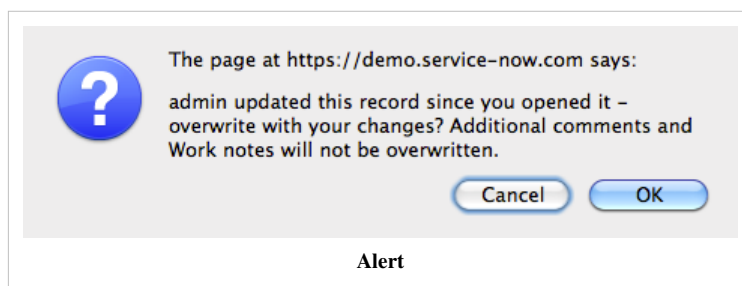 The page at https://demo.service-now.com says:
admin updated this record since you opened it –
overwrite with your changes? Additional comments and
Work notes will not be overwritten.
Cancel OK
Alert